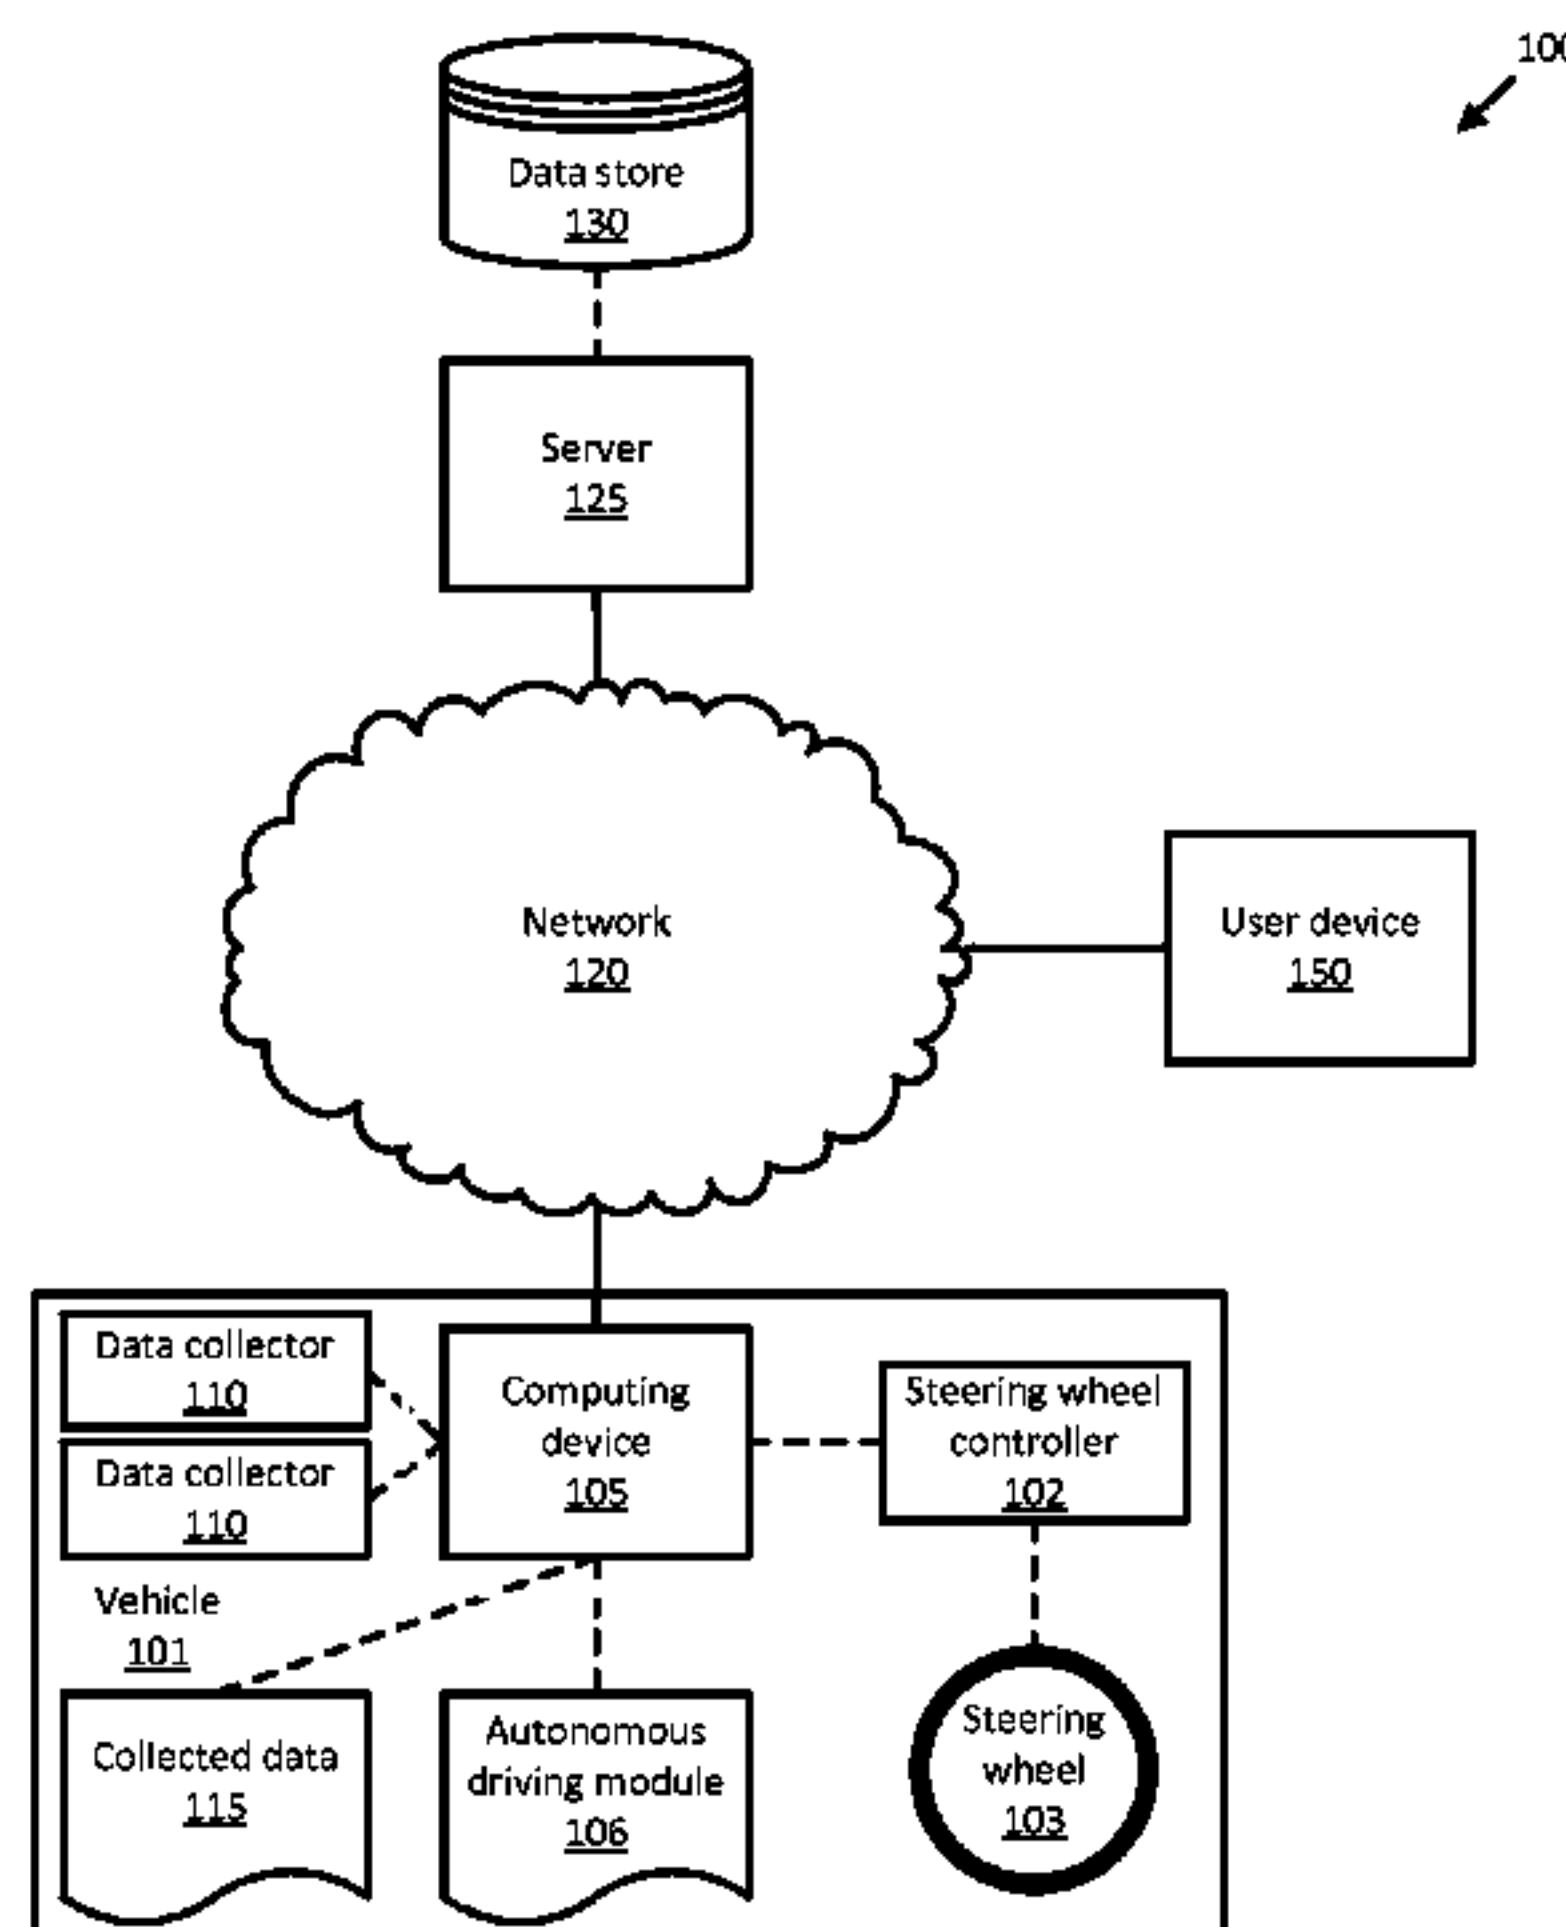 100
Data store
130
Server
125
Network
120
User device
150
Data collector
110
Data collector
110
Computing
device
105
Steering wheel
controller
102
Vehicle
101
Collected data
115
Autonomous
driving module
106
Steering
wheel
103